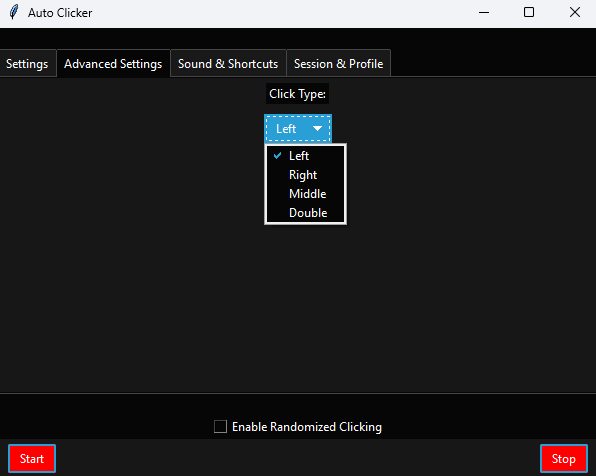 Auto Clicker
Settings Advanced Settings Sound & Shortcuts Session & Profile
Click Type:
Left
Left
Right
Middle
Double
Enable Randomized Clicking
Start Stop